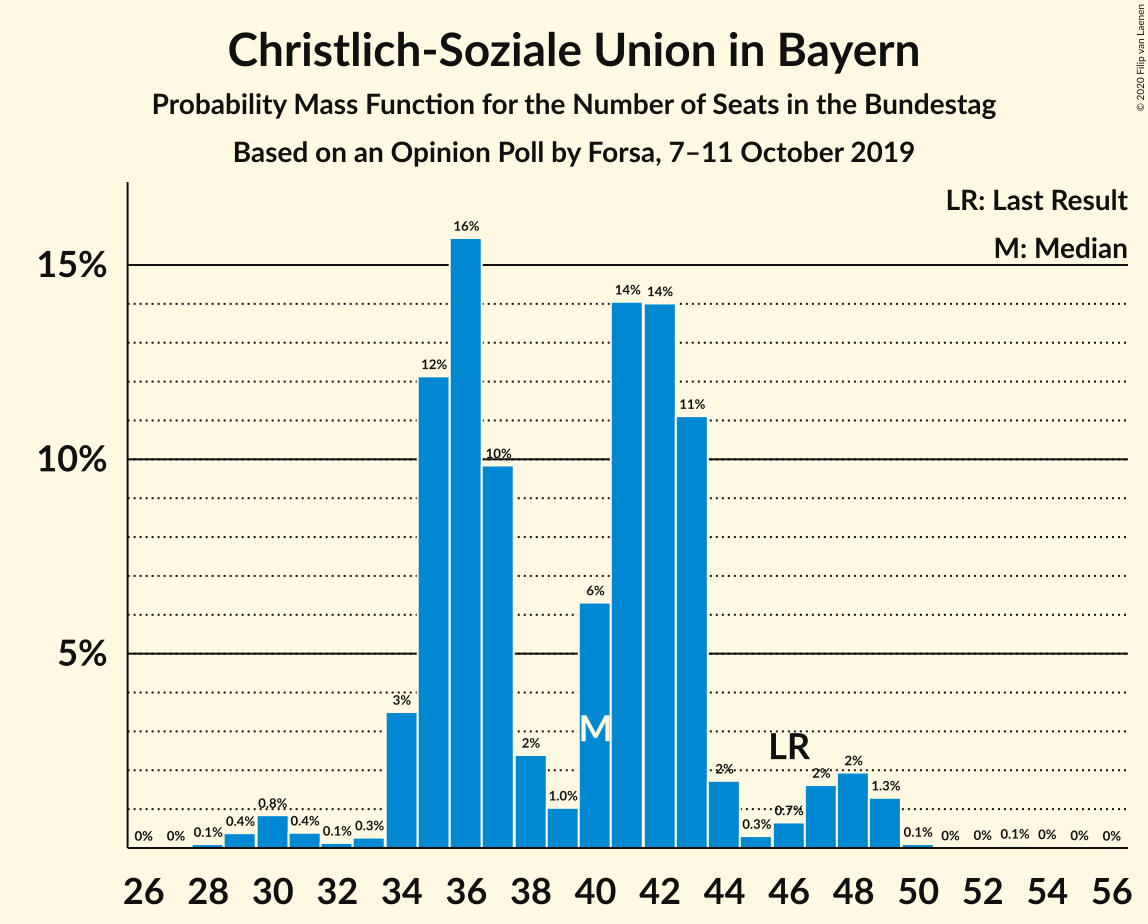 Christlich-Soziale Union in Bayern
Probability Mass Function for the Number of Seats in the Bundestag
Based on an Opinion Poll by Forsa, 7–11 October 2019
© 2020 Filip van Laenen
LR: Last Result
M: Median
15%
10%
5%
0% 0% 0.1% 0.4% 0.8% 0.4% 0.1% 0.3% 3% 12% 16% 10% 2% 1.0% 6% 14% 14% 11% 2% 0.3% 0.7% 2% 2% 1.3% 0.1% 0% 0% 0.1% 0% 0% 0%
M
LR
26 28 30 32 34 36 38 40 42 44 46 48 50 52 54 56